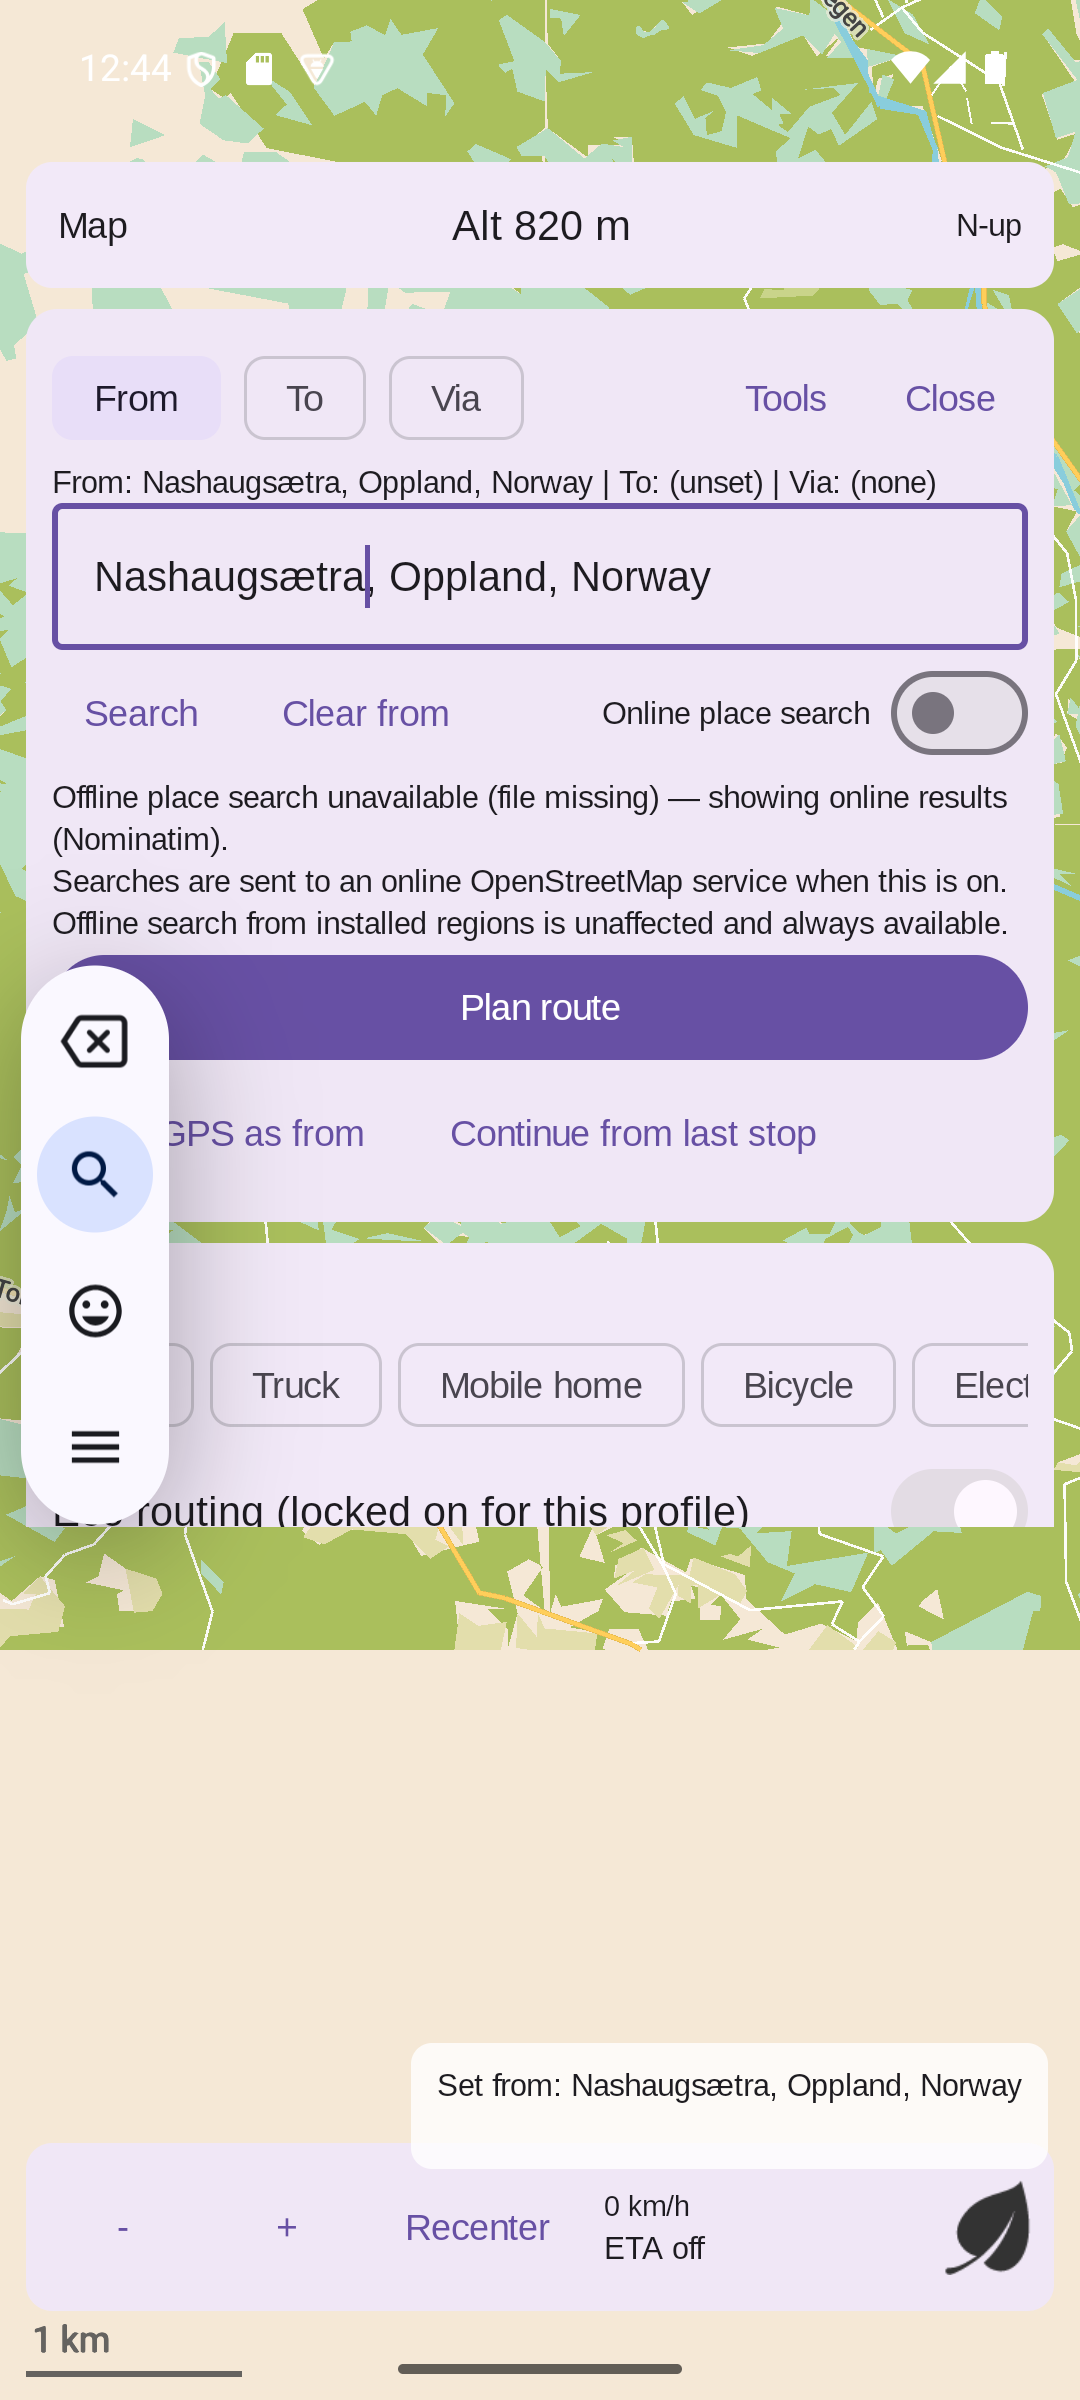 egen
12:44
Map
Alt 820 m
N-up
From
To
Via
Tools
Close
From: Nashaugsætra, Oppland, Norway | To: (unset) | Via: (none)
Nashaugsætra, Oppland, Norway
Search
Clear from
Online place search
Offline place search unavailable (file missing) — showing online results
(Nominatim).
Searches are sent to an online OpenStreetMap service when this is on.
Offline search from installed regions is unaffected and always available.
Plan route
GPS as from
Continue from last stop
To
Truck
Mobile home
Bicycle
Elect
routing (locked on for this profile)
Set from: Nashaugsætra, Oppland, Norway
-
+
Recenter
0 km/h
ETA off
1 km